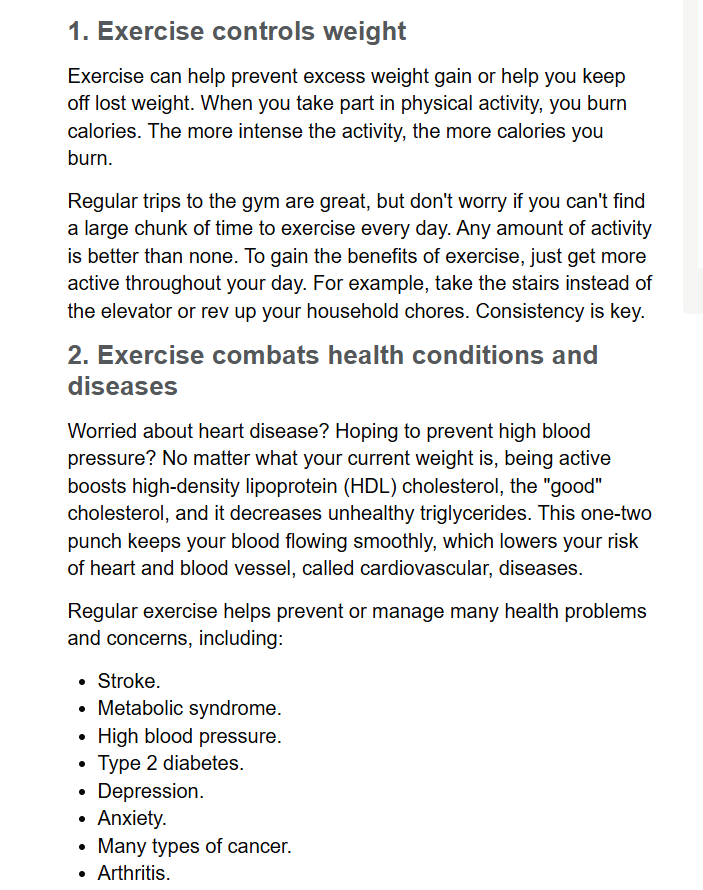 1. Exercise controls weight
Exercise can help prevent excess weight gain or help you keep
off lost weight. When you take part in physical activity, you burn
calories. The more intense the activity, the more calories you
burn.
Regular trips to the gym are great, but don't worry if you can't find
a large chunk of time to exercise every day. Any amount of activity
is better than none. To gain the benefits of exercise, just get more
active throughout your day. For example, take the stairs instead of
the elevator or rev up your household chores. Consistency is key.
2. Exercise combats health conditions and
diseases
Worried about heart disease? Hoping to prevent high blood
pressure? No matter what your current weight is, being active
boosts high-density lipoprotein (HDL) cholesterol, the "good"
cholesterol, and it decreases unhealthy triglycerides. This one-two
punch keeps your blood flowing smoothly, which lowers your risk
of heart and blood vessel, called cardiovascular, diseases.
Regular exercise helps prevent or manage many health problems
and concerns, including:
• Stroke.
• Metabolic syndrome.
• High blood pressure.
• Type 2 diabetes.
• Depression.
• Anxiety.
• Many types of cancer.
• Arthritis.